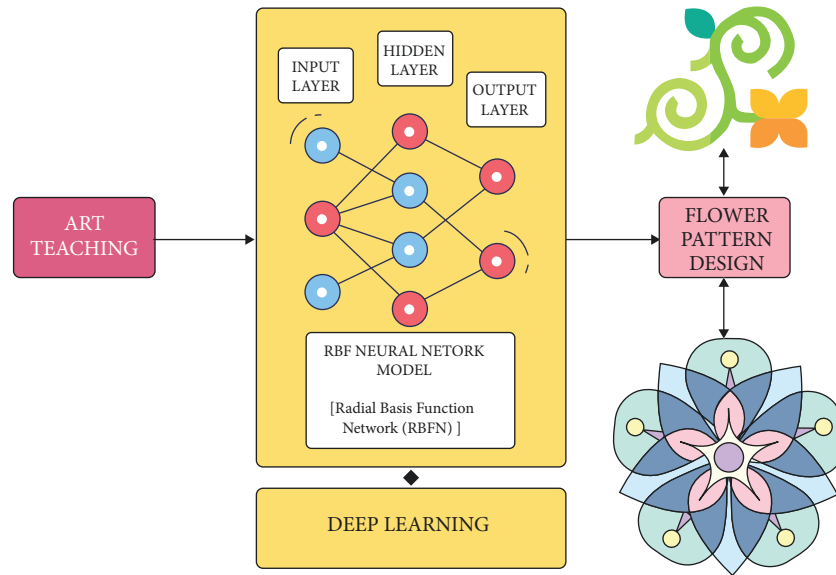 ART
TEACHING
INPUT
LAYER
HIDDEN
LAYER
OUTPUT
LAYER
RBF NEURAL NETORK
MODEL
[Radial Basis Function
Network (RBFN) ]
DEEP LEARNING
FLOWER
PATTERN
DESIGN